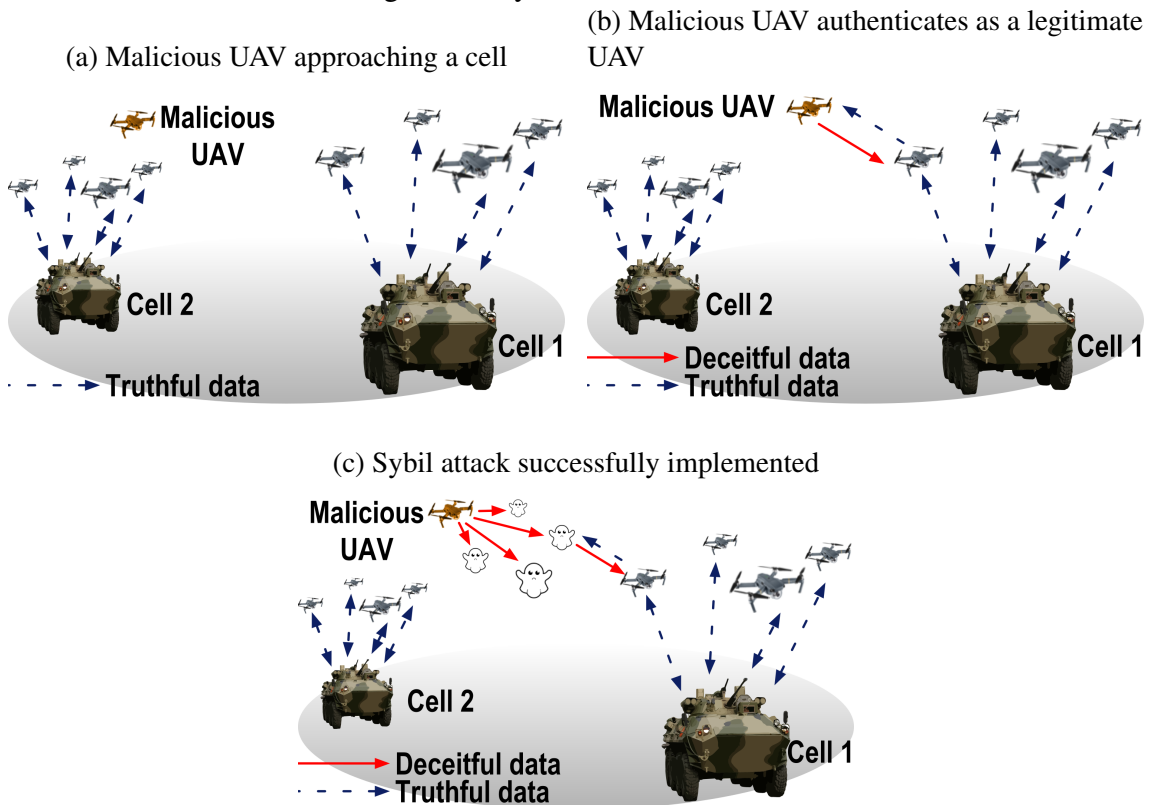 (a) Malicious UAV approaching a cell
Malicious
UAV
Cell 2
Cell 1
Truthful data
(b) Malicious UAV authenticates as a legitimate
UAV
Malicious UAV
Cell 2
Cell 1
Deceitful data
Truthful data
(c) Sybil attack successfully implemented
Malicious
UAV
Cell 2
Cell 1
Deceitful data
Truthful data